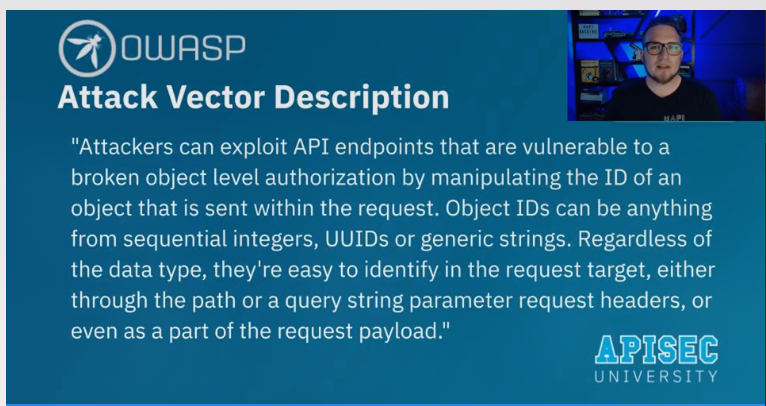 OWASP
Attack Vector Description
"Attackers can exploit API endpoints that are vulnerable to a
broken object level authorization by manipulating the ID of an
object that is sent within the request. Object IDs can be anything
from sequential integers, UUIDs or generic strings. Regardless of
the data type, they're easy to identify in the request target, either
through the path or a query string parameter request headers, or
even as a part of the request payload."
APISEC
UNIVERSITY